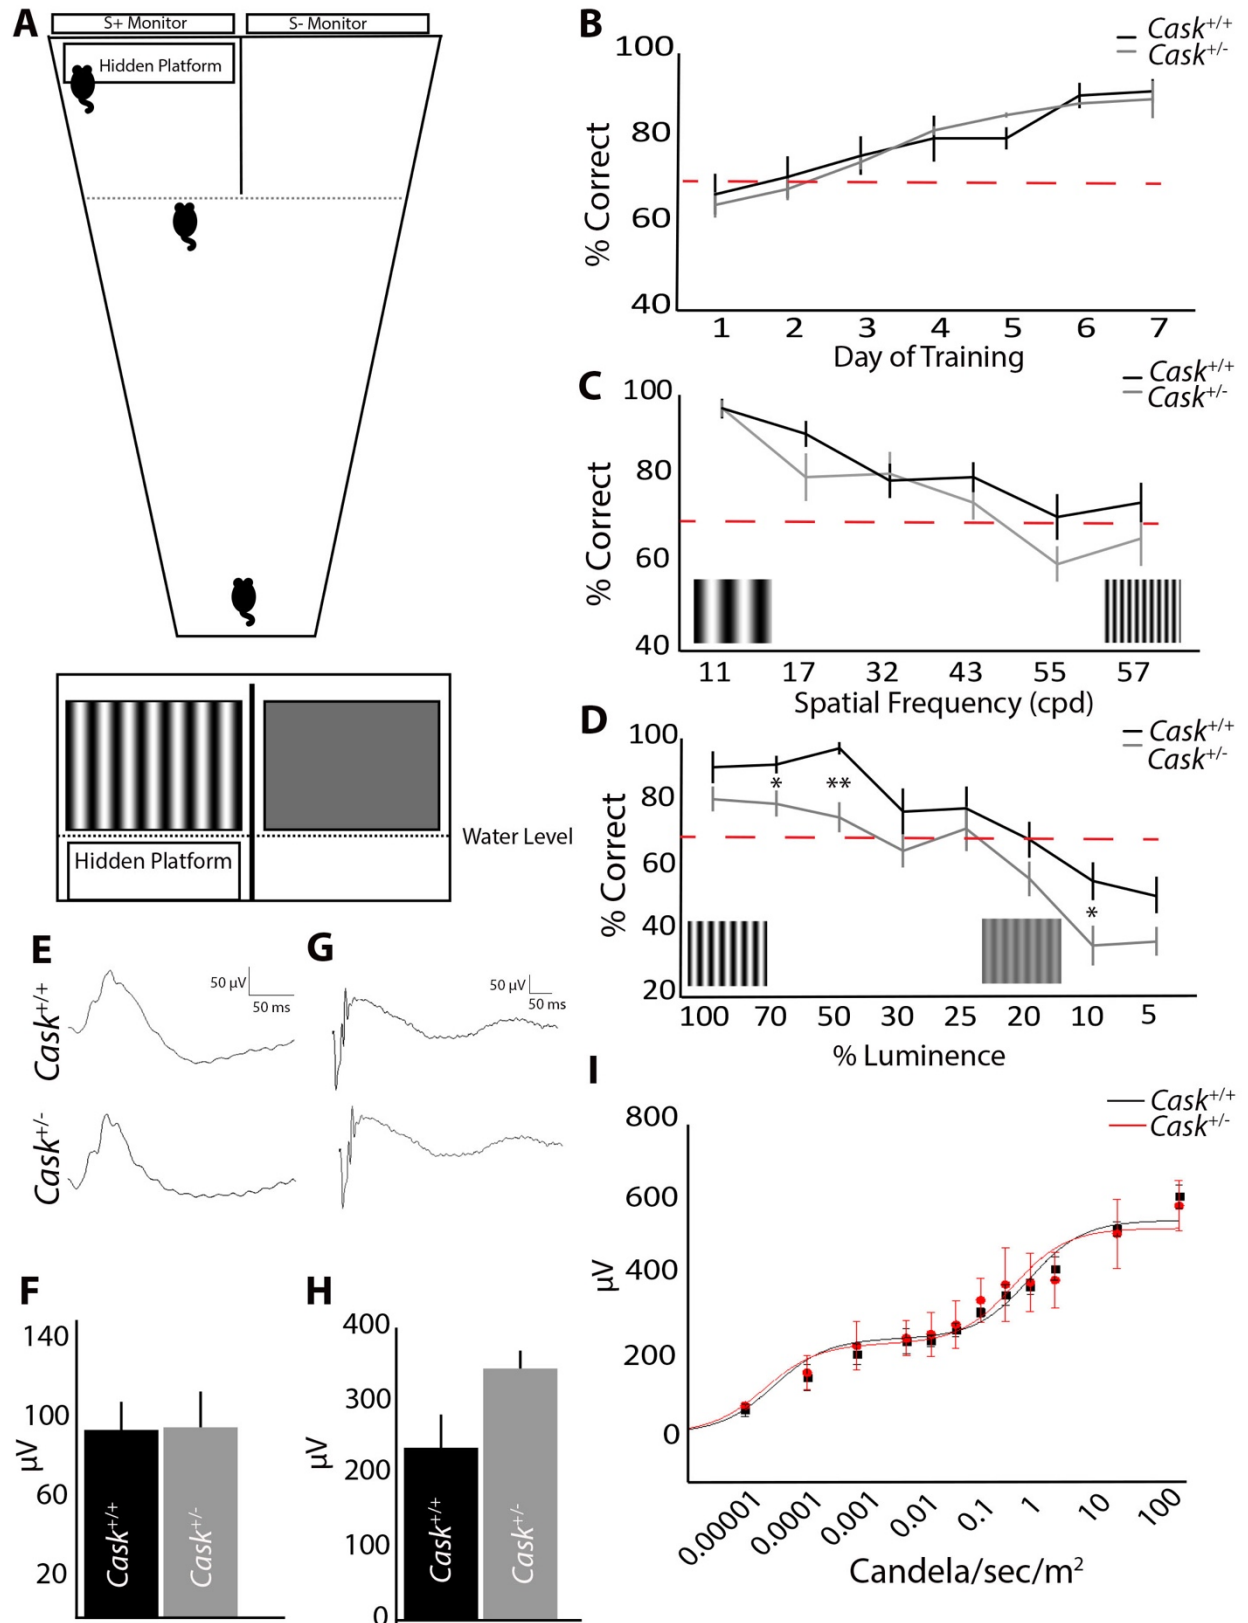 A
S+ Monitor
S- Monitor
Hidden Platform
Water Level
Hidden Platform
B
Cask+/+
Cask+/-
100
80
60
40
% Correct
1 2 3 4 5 6 7
Day of Training
C
Cask+/+
Cask+/-
100
80
60
40
% Correct
11 17 32 43 55 57
Spatial Frequency (cpd)
D
Cask+/+
Cask+/-
100
80
60
40
20
% Correct
*
**
*
100 70 50 30 25 20 10 5
% Luminence
E
Cask+/+
50 µV
50 ms
Cask+/-
G
50 µV
50 ms
F
140
100
60
20
µV
Cask+/+
Cask+/-
H
400
300
200
100
0
µV
Cask+/+
Cask+/-
I
Cask+/+
Cask+/-
800
600
400
200
0
µV
0.00001 0.0001 0.001 0.01 0.1 1 10 100
Candela/sec/m²